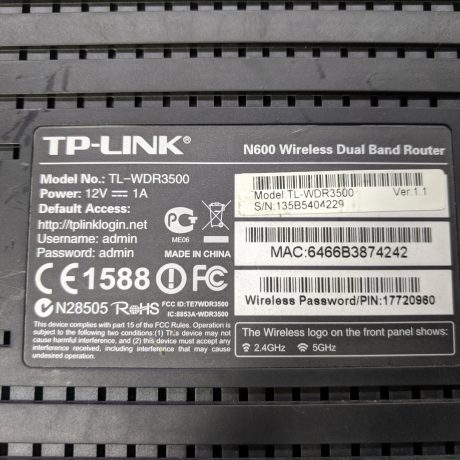 TP-LINK®
N600 Wireless Dual Band Router
Model No.: TL-WDR3500
Power: 12V ⎓ 1A
Default Access:
http://tplinklogin.net
Username: admin
Password: admin
ME06
MADE IN CHINA
Model:TL-WDR3500 Ver:1.1
S/N:135B5404229
MAC:6466B3874242
Wireless Password/PIN:17720960
CE1588 FC
N28505 RoHS
FCC ID:TE7WDR3500
IC:8853A-WDR3500
This device complies with part 15 of the FCC Rules. Operation is
subject to the following two conditions:(1) This device may not
cause harmful interference, and (2) this device must accept any
interference received, including interference that may cause
undesired operation.
The Wireless logo on the front panel shows:
2.4GHz 5GHz